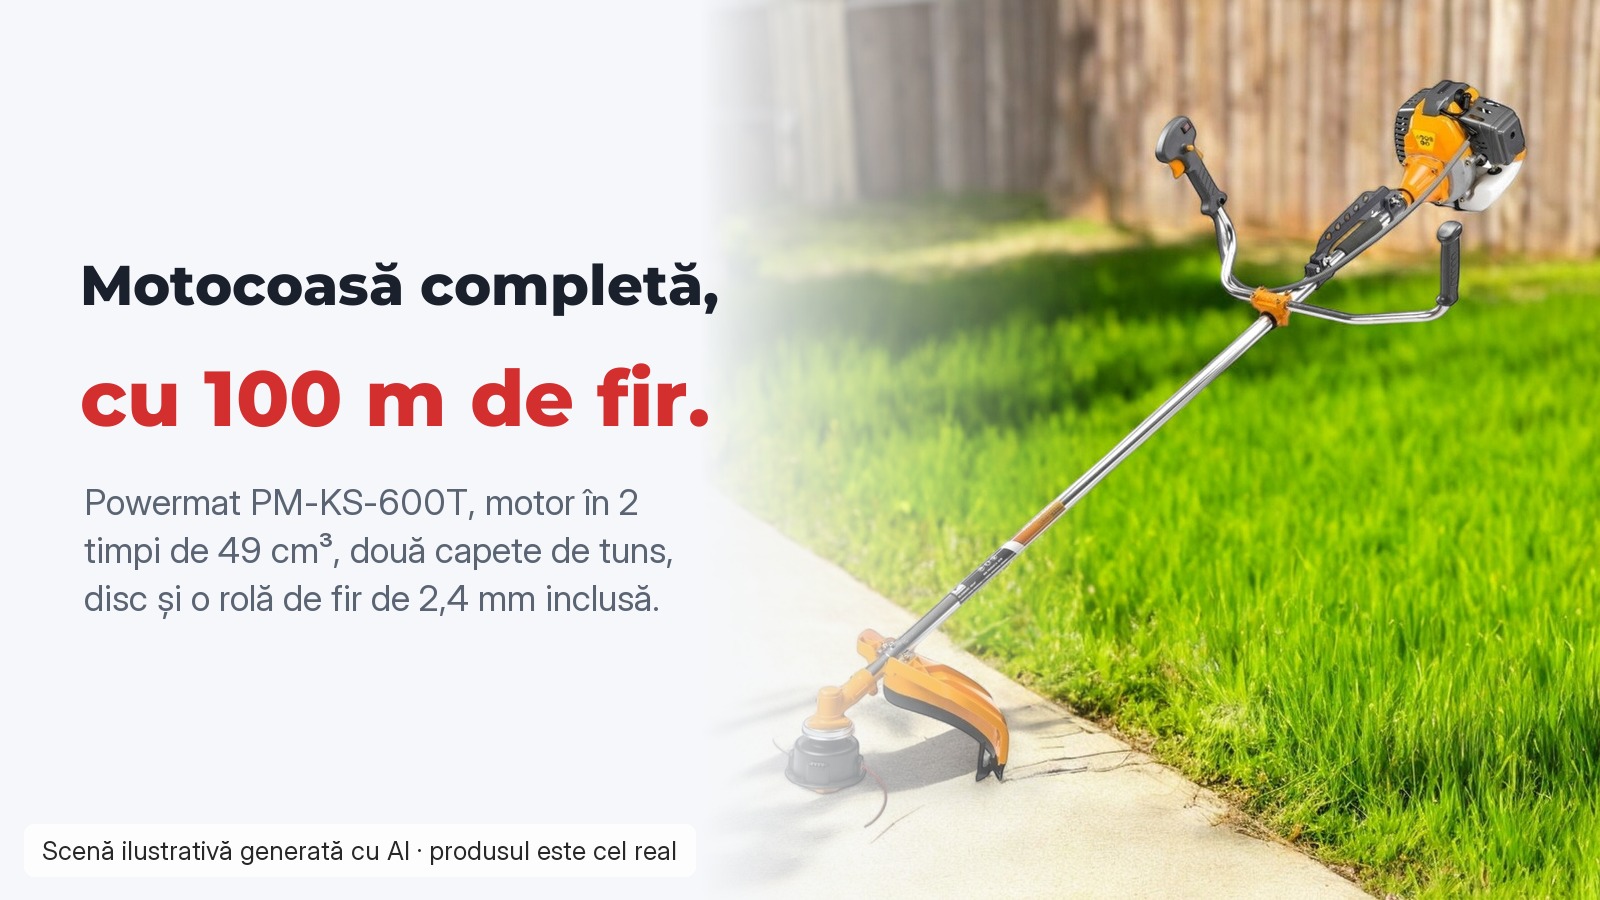 Motocoasă completă,
cu 100 m de fir.
Powermat PM-KS-600T, motor în 2
timpi de 49 cm³, două capete de tuns,
disc și o rolă de fir de 2,4 mm inclusă.
Scenă ilustrativă generată cu AI · produsul este cel real